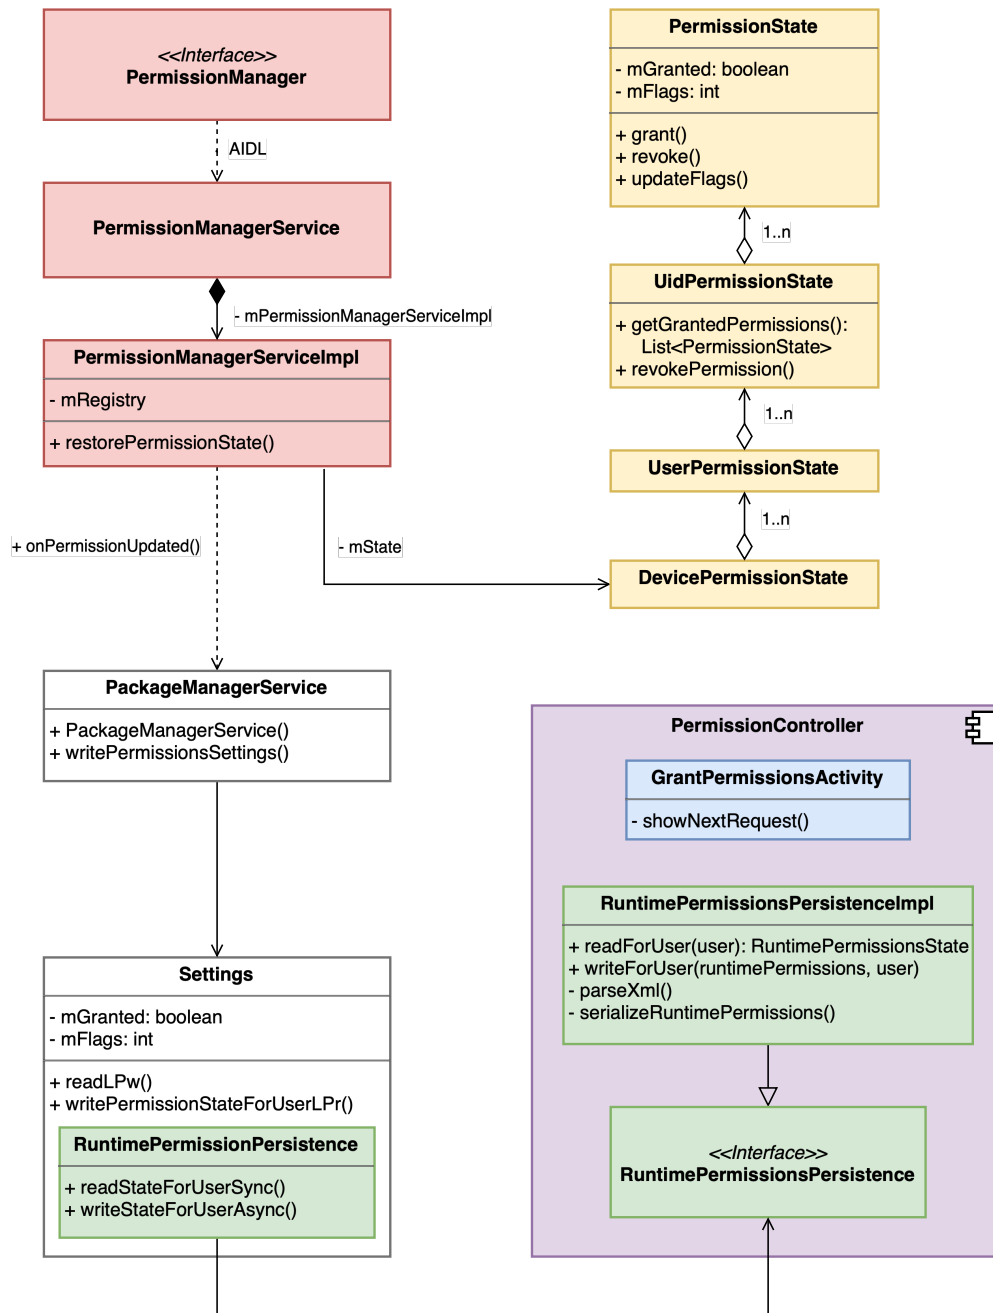 <<Interface>>
PermissionManager
AIDL
PermissionManagerService
- mPermissionManagerServiceImpl
PermissionManagerServiceImpl
- mRegistry
+ restorePermissionState()
+ onPermissionUpdated()
- mState
PackageManagerService
+ PackageManagerService()
+ writePermissionsSettings()
Settings
- mGranted: boolean
- mFlags: int
+ readLPw()
+ writePermissionStateForUserLPr()
RuntimePermissionPersistence
+ readStateForUserSync()
+ writeStateForUserAsync()
PermissionState
- mGranted: boolean
- mFlags: int
+ grant()
+ revoke()
+ updateFlags()
1..n
UidPermissionState
+ getGrantedPermissions():
List<PermissionState>
+ revokePermission()
1..n
UserPermissionState
1..n
DevicePermissionState
PermissionController
GrantPermissionsActivity
- showNextRequest()
RuntimePermissionsPersistenceImpl
+ readForUser(user): RuntimePermissionsState
+ writeForUser(runtimePermissions, user)
- parseXml()
- serializeRuntimePermissions()
<<Interface>>
RuntimePermissionsPersistence